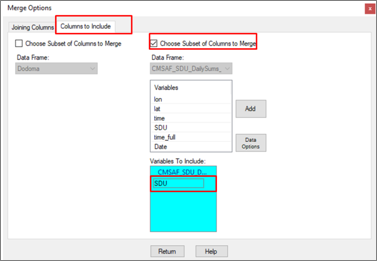 Merge Options
Joining Columns
Columns to Include
Choose Subset of Columns to Merge
Data Frame:
Dodoma
Choose Subset of Columns to Merge
Data Frame:
CMSAF_SDU_DailySums_
Variables
lon
lat
time
SDU
time_full
Date
Add
Data
Options
Variables To Include:
CMSAF_SDU_D...
SDU
Return
Help